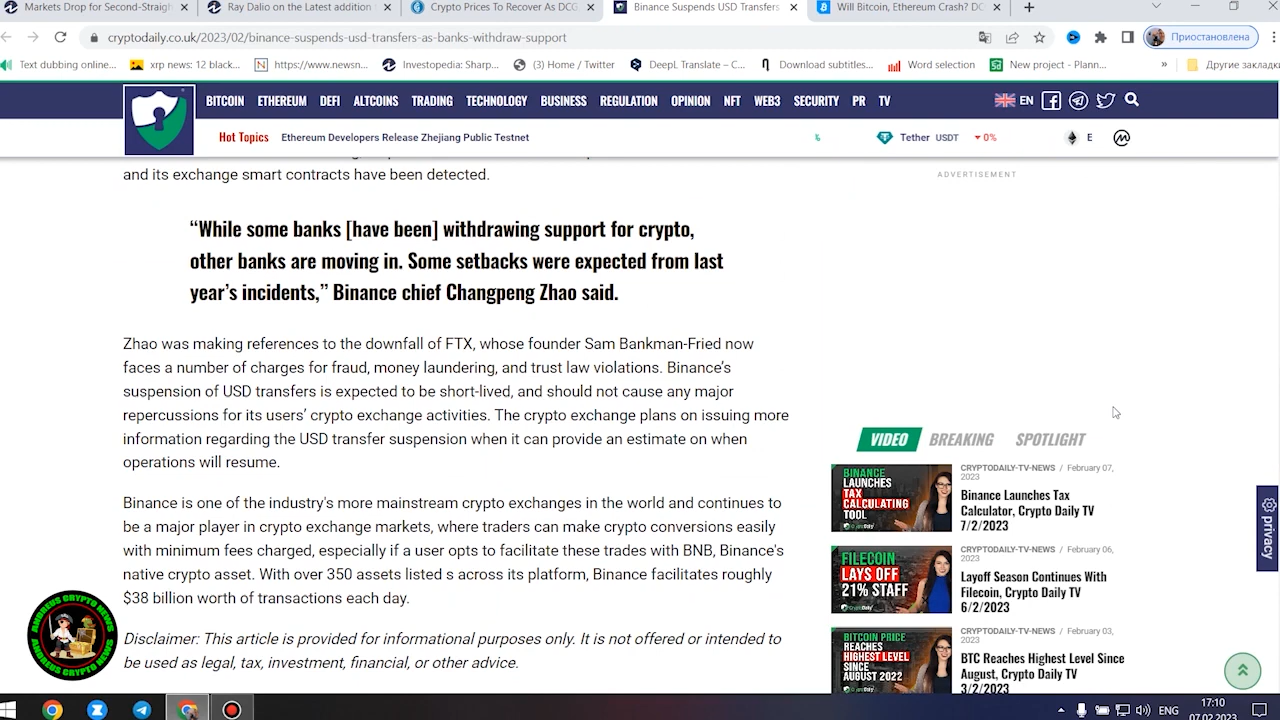 Markets Drop for Second-Straigh
Ray Dalio on the Latest addition
Crypto Prices To Recover As DCG
Binance Suspends USD Transfers
Will Bitcoin, Ethereum Crash? DC
cryptodaily.co.uk/2023/02/binance-suspends-usd-transfers-as-banks-withdraw-support
Приостановлена
Text dubbing online...
xrp news: 12 black...
https://www.newsn...
Investopedia: Sharp...
(3) Home / Twitter
DeepL Translate – C...
Download subtitles...
Word selection
New project - Plann...
»
Другие закладки
BITCOIN ETHEREUM DEFI ALTCOINS TRADING TECHNOLOGY BUSINESS REGULATION OPINION NFT WEB3 SECURITY PR TV
EN
Hot Topics Ethereum Developers Release Zhejiang Public Testnet
Tether USDT 0%
E
and its exchange smart contracts have been detected.
ADVERTISEMENT
“While some banks [have been] withdrawing support for crypto,
other banks are moving in. Some setbacks were expected from last
year’s incidents,” Binance chief Changpeng Zhao said.
Zhao was making references to the downfall of FTX, whose founder Sam Bankman-Fried now
faces a number of charges for fraud, money laundering, and trust law violations. Binance’s
suspension of USD transfers is expected to be short-lived, and should not cause any major
repercussions for its users’ crypto exchange activities. The crypto exchange plans on issuing more
information regarding the USD transfer suspension when it can provide an estimate on when
operations will resume.
Binance is one of the industry's more mainstream crypto exchanges in the world and continues to
be a major player in crypto exchange markets, where traders can make crypto conversions easily
with minimum fees charged, especially if a user opts to facilitate these trades with BNB, Binance's
native crypto asset. With over 350 assets listed s across its platform, Binance facilitates roughly
$38 billion worth of transactions each day.
Disclaimer: This article is provided for informational purposes only. It is not offered or intended to
be used as legal, tax, investment, financial, or other advice.
VIDEO BREAKING SPOTLIGHT
BINANCE
LAUNCHES
TAX
CALCULATING
TOOL
CRYPTODAILY-TV-NEWS / February 07,
2023
Binance Launches Tax
Calculator, Crypto Daily TV
7/2/2023
FILECOIN
LAYS OFF
21% STAFF
CRYPTODAILY-TV-NEWS / February 06,
2023
Layoff Season Continues With
Filecoin, Crypto Daily TV
6/2/2023
BITCOIN PRICE
REACHES
HIGHEST LEVEL
SINCE
AUGUST 2022
CRYPTODAILY-TV-NEWS / February 03,
2023
BTC Reaches Highest Level Since
August, Crypto Daily TV
3/2/2023
privacy
ANDREUS CRYPTO NEWS
ANDREUS CRYPTO NEWS
ENG
17:10
07.02.2023